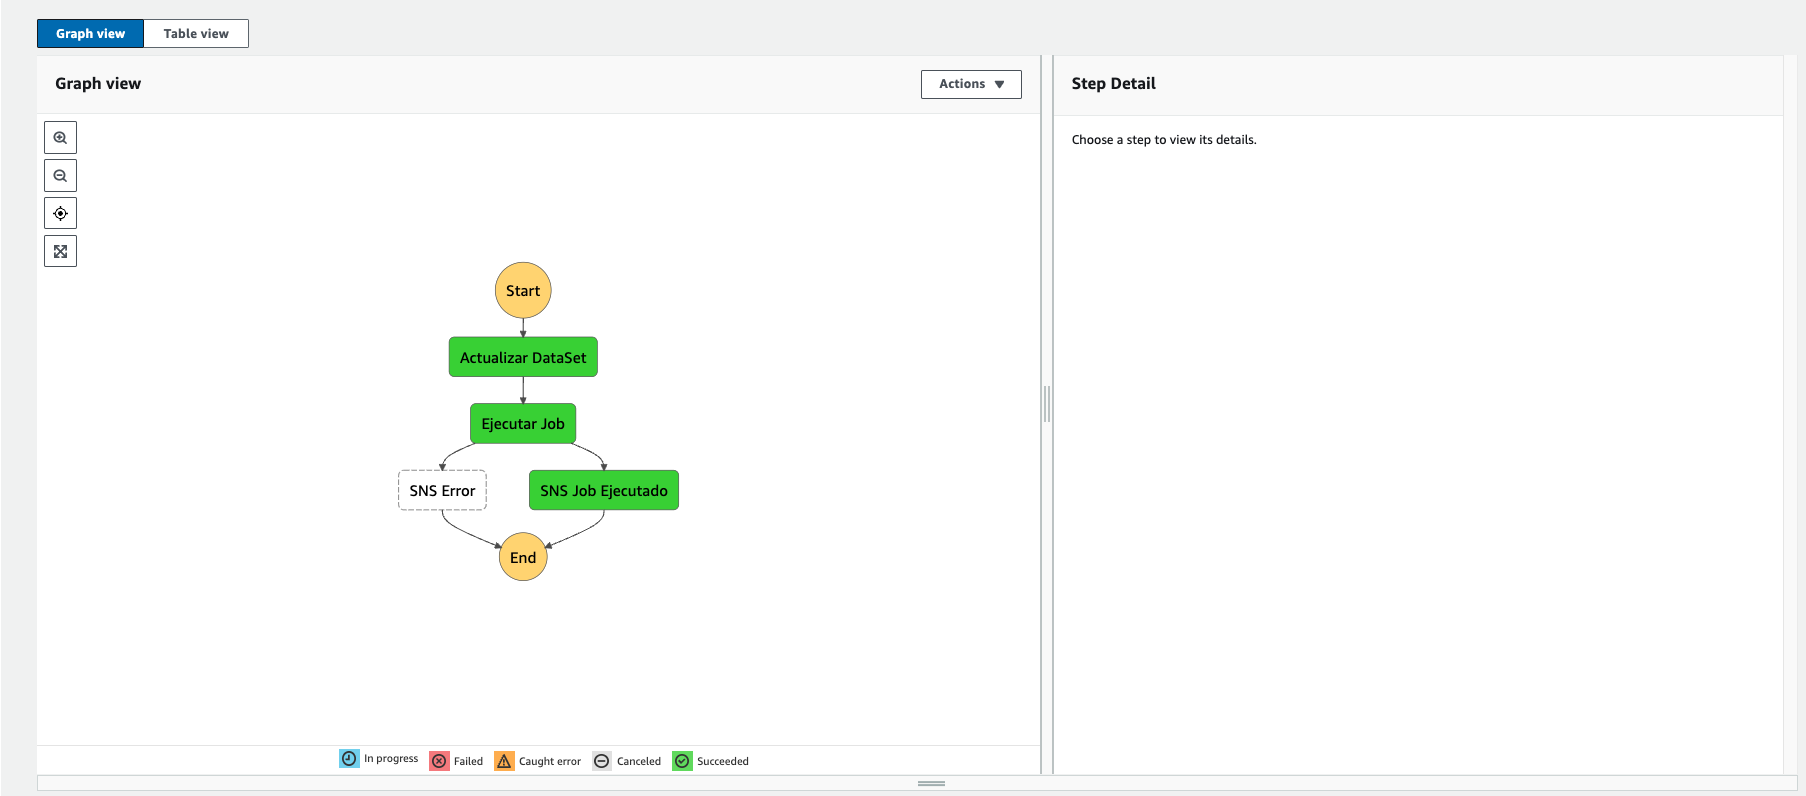 Graph view
Table view
Graph view
Actions
Step Detail
Choose a step to view its details.
Start
Actualizar DataSet
Ejecutar Job
SNS Error
SNS Job Ejecutado
End
In progress
Failed
Caught error
Canceled
Succeeded